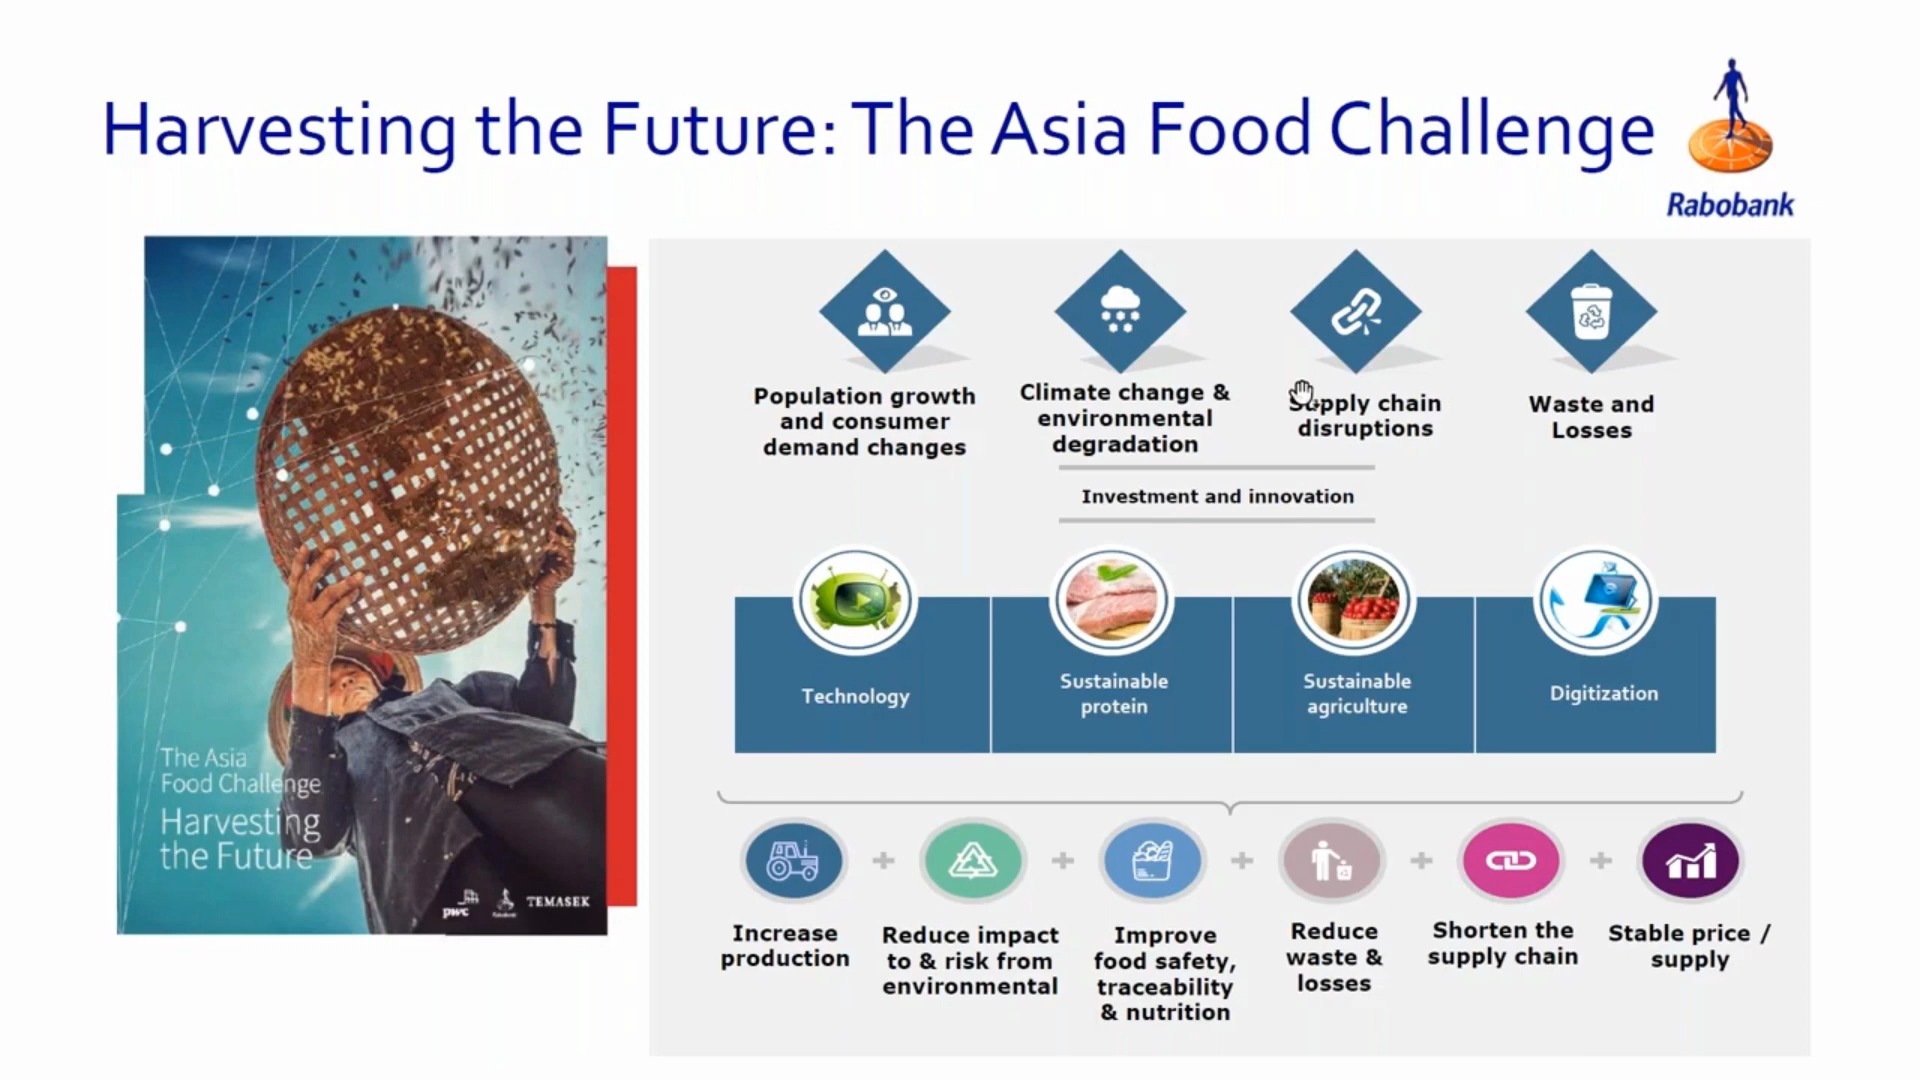 Harvesting the Future: The Asia Food Challenge
Rabobank
The Asia
Food Challenge
Harvesting
the Future
pwc
Rabobank
TEMASEK
Population growth
and consumer
demand changes
Climate change &
environmental
degradation
Supply chain
disruptions
Waste and
Losses
Investment and innovation
Technology
Sustainable
protein
Sustainable
agriculture
Digitization
Increase
production
Reduce impact
to & risk from
environmental
Improve
food safety,
traceability
& nutrition
Reduce
waste &
losses
Shorten the
supply chain
Stable price /
supply